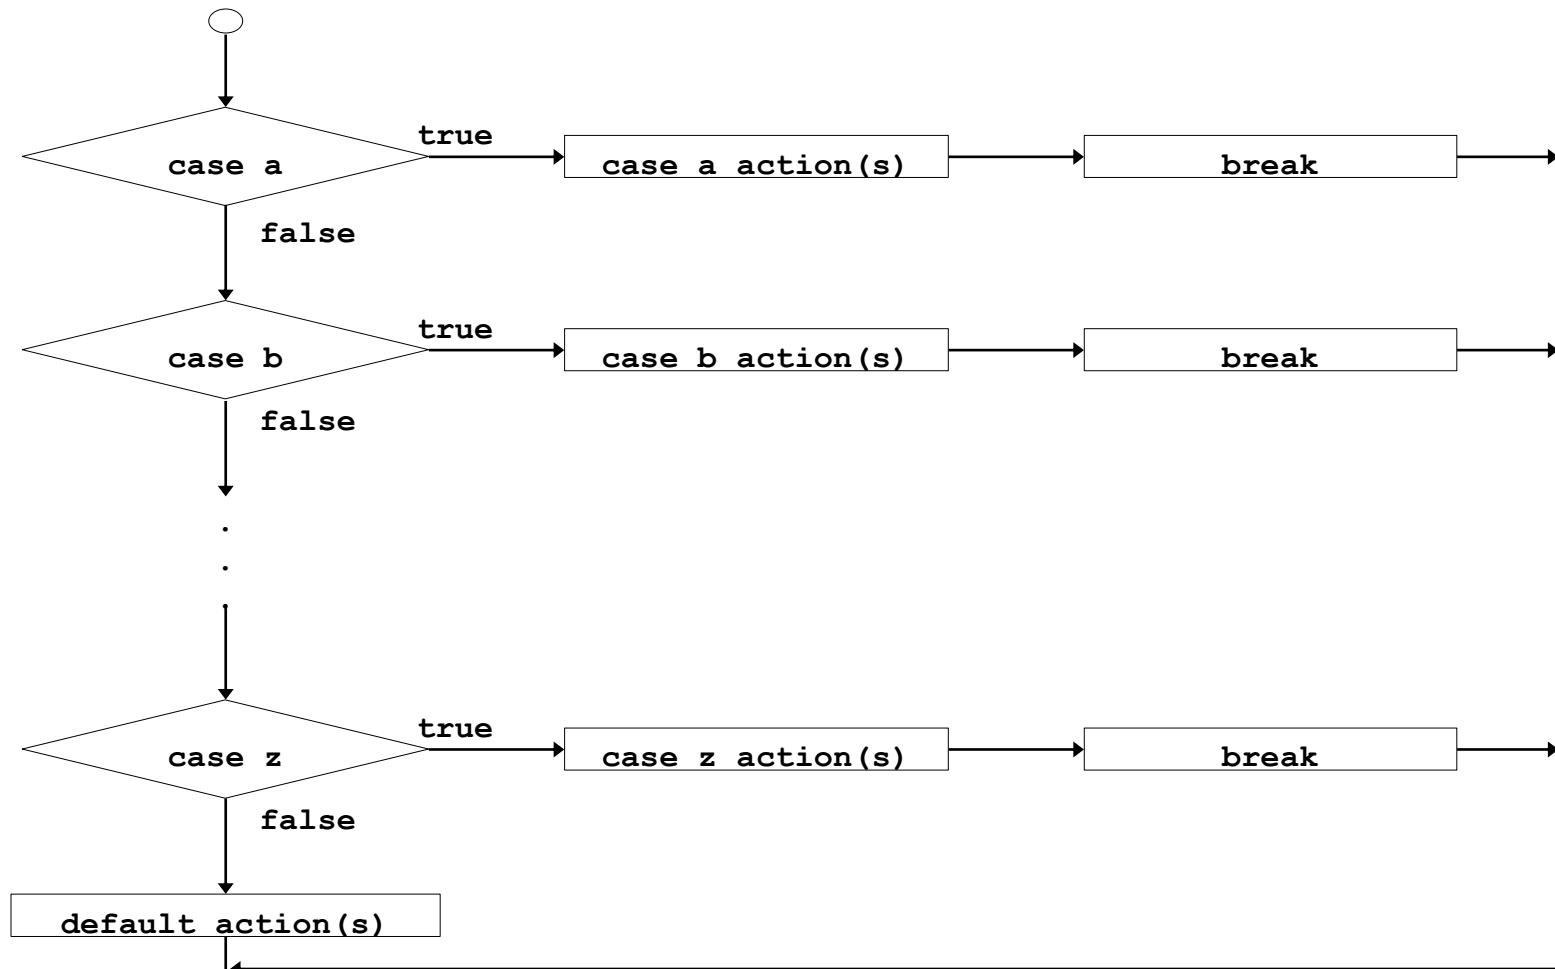 true
case a
case a action(s)
break
false
true
case b
case b action(s)
break
false
.
.
.
true
case z
case z action(s)
break
false
default action(s)